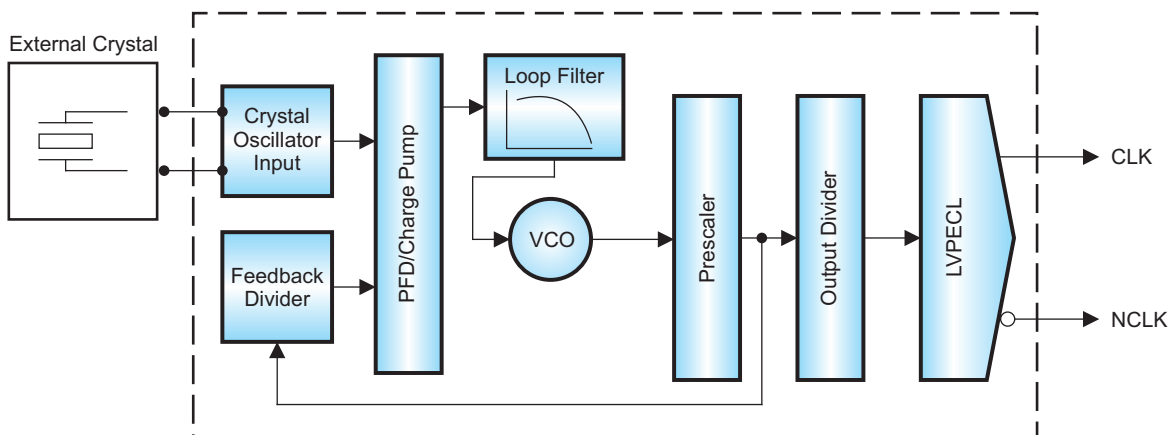 External Crystal
Crystal
Oscillator
Input
Feedback
Divider
PFD/Charge Pump
Loop Filter
VCO
Prescaler
Output Divider
LVPECL
CLK
NCLK